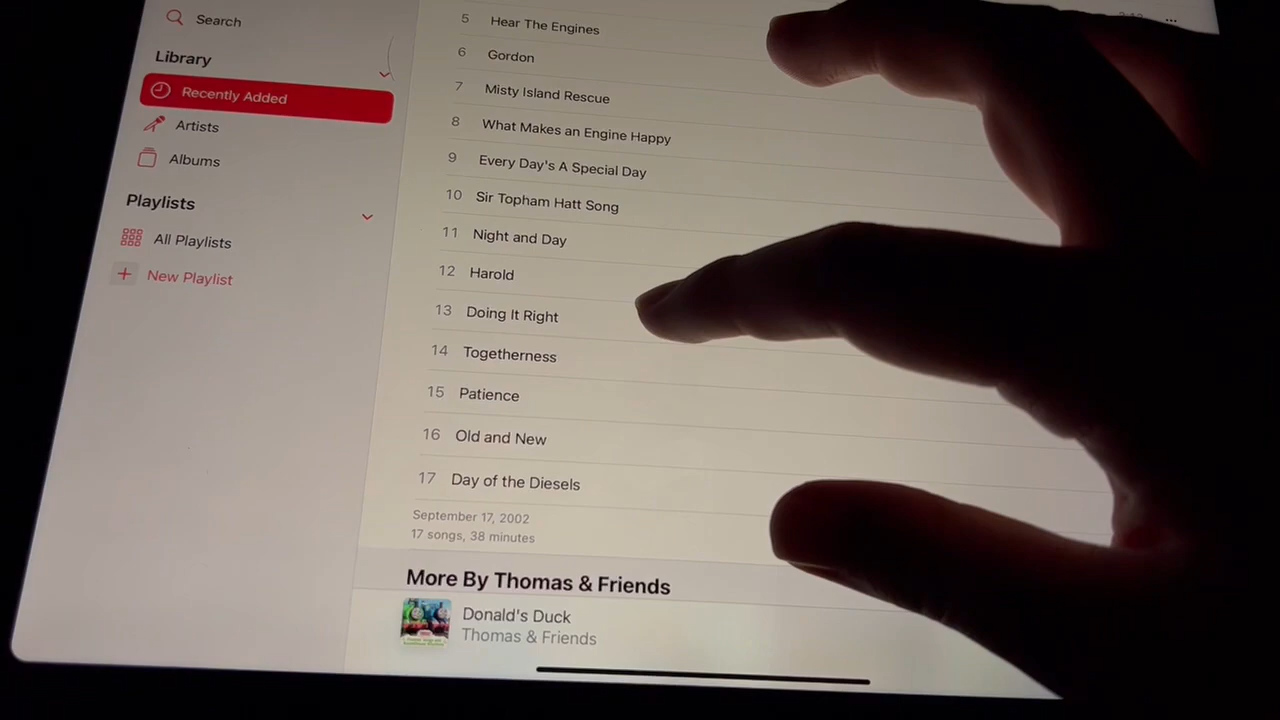 Search
Library
Recently Added
Artists
Albums
Playlists
All Playlists
New Playlist
5 Hear The Engines
6 Gordon
7 Misty Island Rescue
8 What Makes an Engine Happy
9 Every Day's A Special Day
10 Sir Topham Hatt Song
11 Night and Day
12 Harold
13 Doing It Right
14 Togetherness
15 Patience
16 Old and New
17 Day of the Diesels
September 17, 2002
17 songs, 38 minutes
More By Thomas & Friends
Donald's Duck
Thomas & Friends